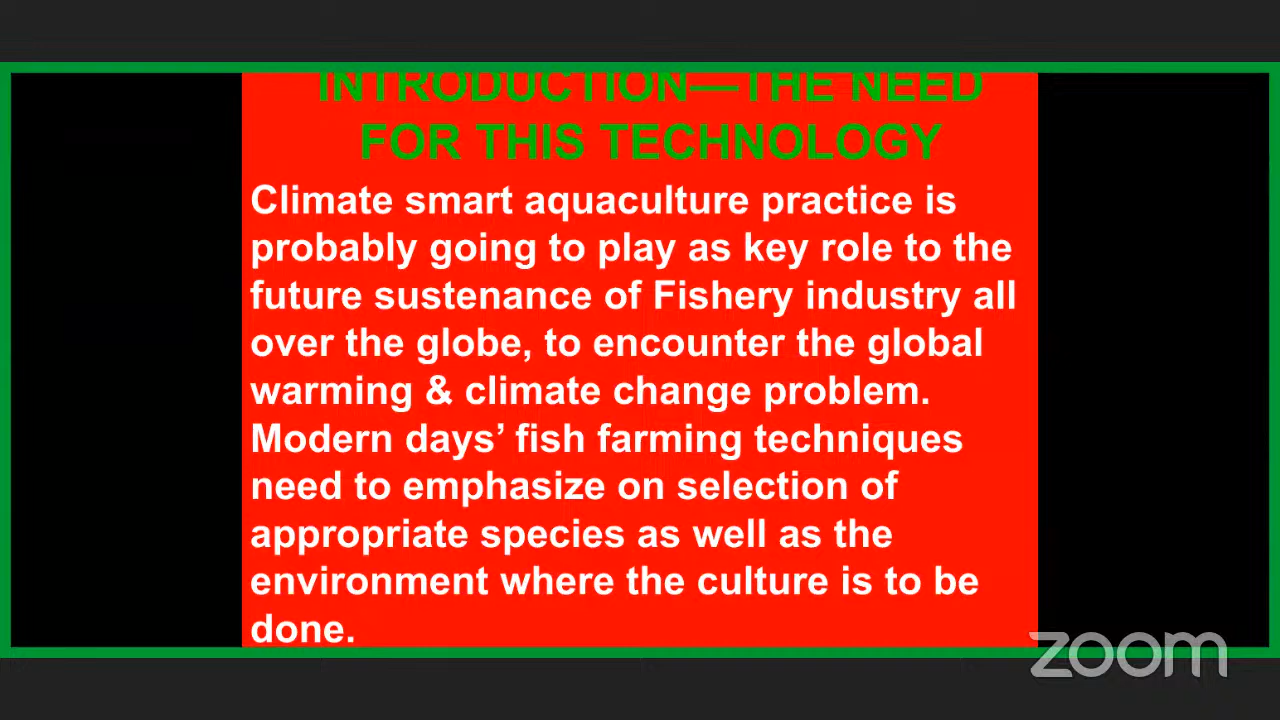 INTRODUCTION—THE NEED
FOR THIS TECHNOLOGY
Climate smart aquaculture practice is
probably going to play as key role to the
future sustenance of Fishery industry all
over the globe, to encounter the global
warming & climate change problem.
Modern days’ fish farming techniques
need to emphasize on selection of
appropriate species as well as the
environment where the culture is to be
done.
zoom